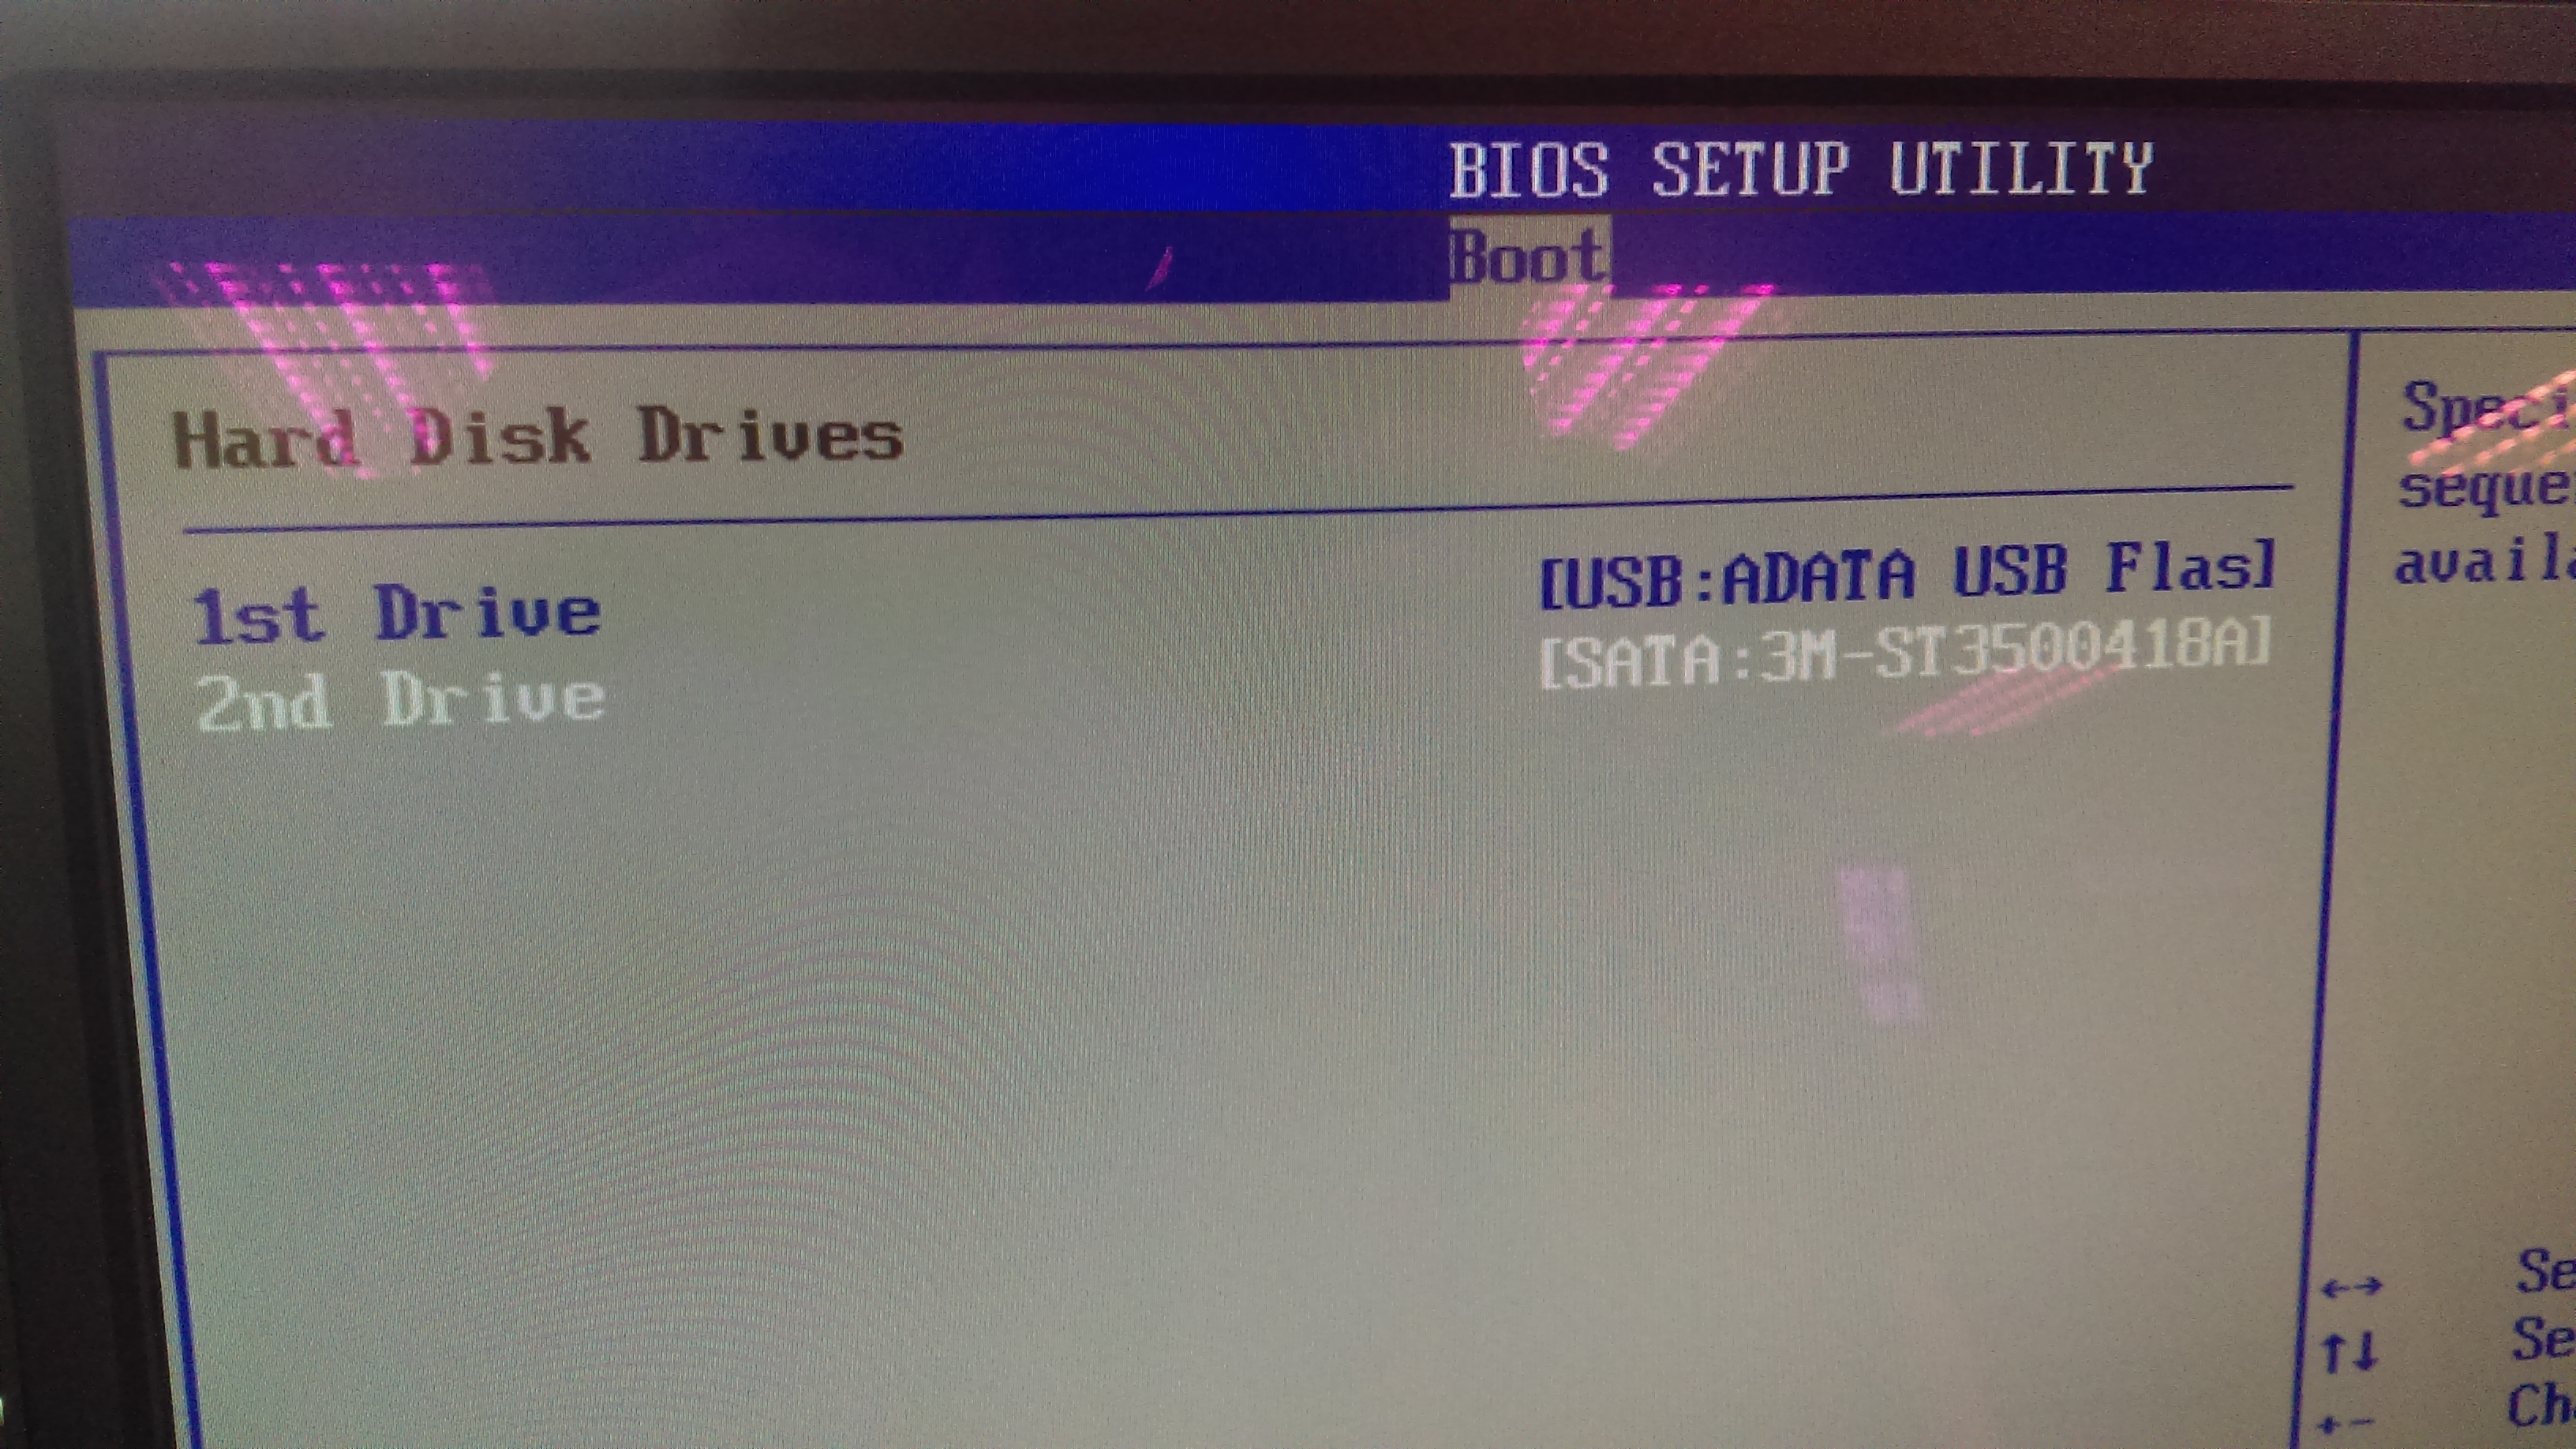 BIOS SETUP UTILITY
Boot
Hard Disk Drives
1st Drive [USB:ADATA USB Flas]
2nd Drive [SATA:3M-ST3500418A]
Speci
seque
availa
←→ Se
↑↓ Se
+- Ch